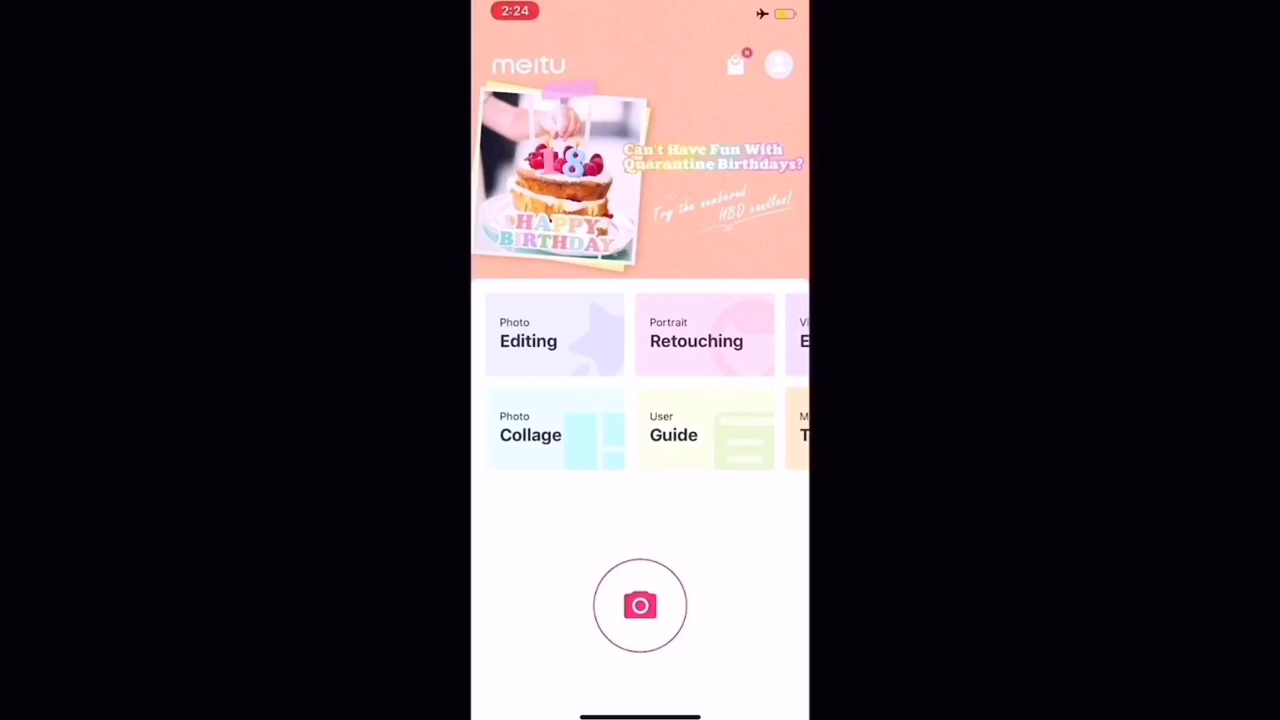 2:24
meitu
N
Can't Have Fun With
Quarantine Birthdays?
Try the numbered
HBD candles!
18
HAPPY
BIRTHDAY
Photo
Editing
Portrait
Retouching
Vi
E
Photo
Collage
User
Guide
M
T